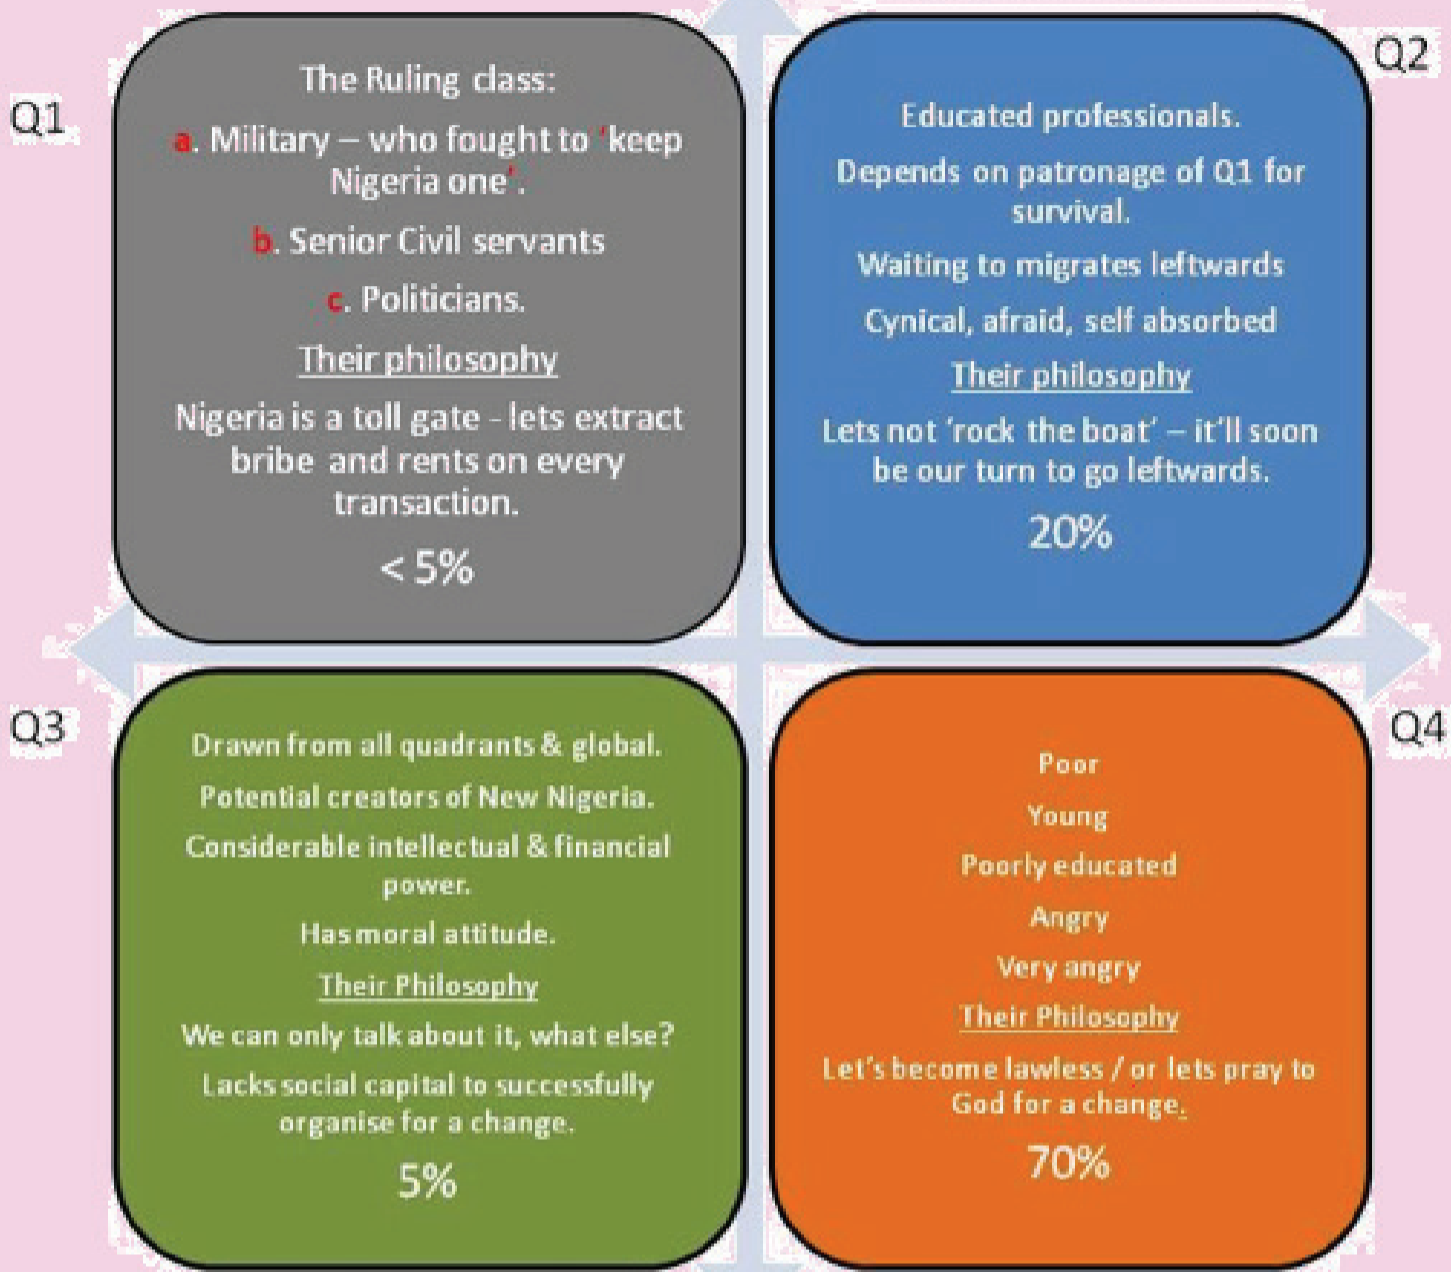 Q1
The Ruling class:
a. Military – who fought to 'keep
Nigeria one'.
b. Senior Civil servants
c. Politicians.
Their philosophy
Nigeria is a toll gate - lets extract
bribe and rents on every
transaction.
< 5%
Q2
Educated professionals.
Depends on patronage of Q1 for
survival.
Waiting to migrates leftwards
Cynical, afraid, self absorbed
Their philosophy
Lets not 'rock the boat' – it'll soon
be our turn to go leftwards.
20%
Q3
Drawn from all quadrants & global.
Potential creators of New Nigeria.
Considerable intellectual & financial
power.
Has moral attitude.
Their Philosophy
We can only talk about it, what else?
Lacks social capital to successfully
organise for a change.
5%
Q4
Poor
Young
Poorly educated
Angry
Very angry
Their Philosophy
Let's become lawless / or lets pray to
God for a change.
70%